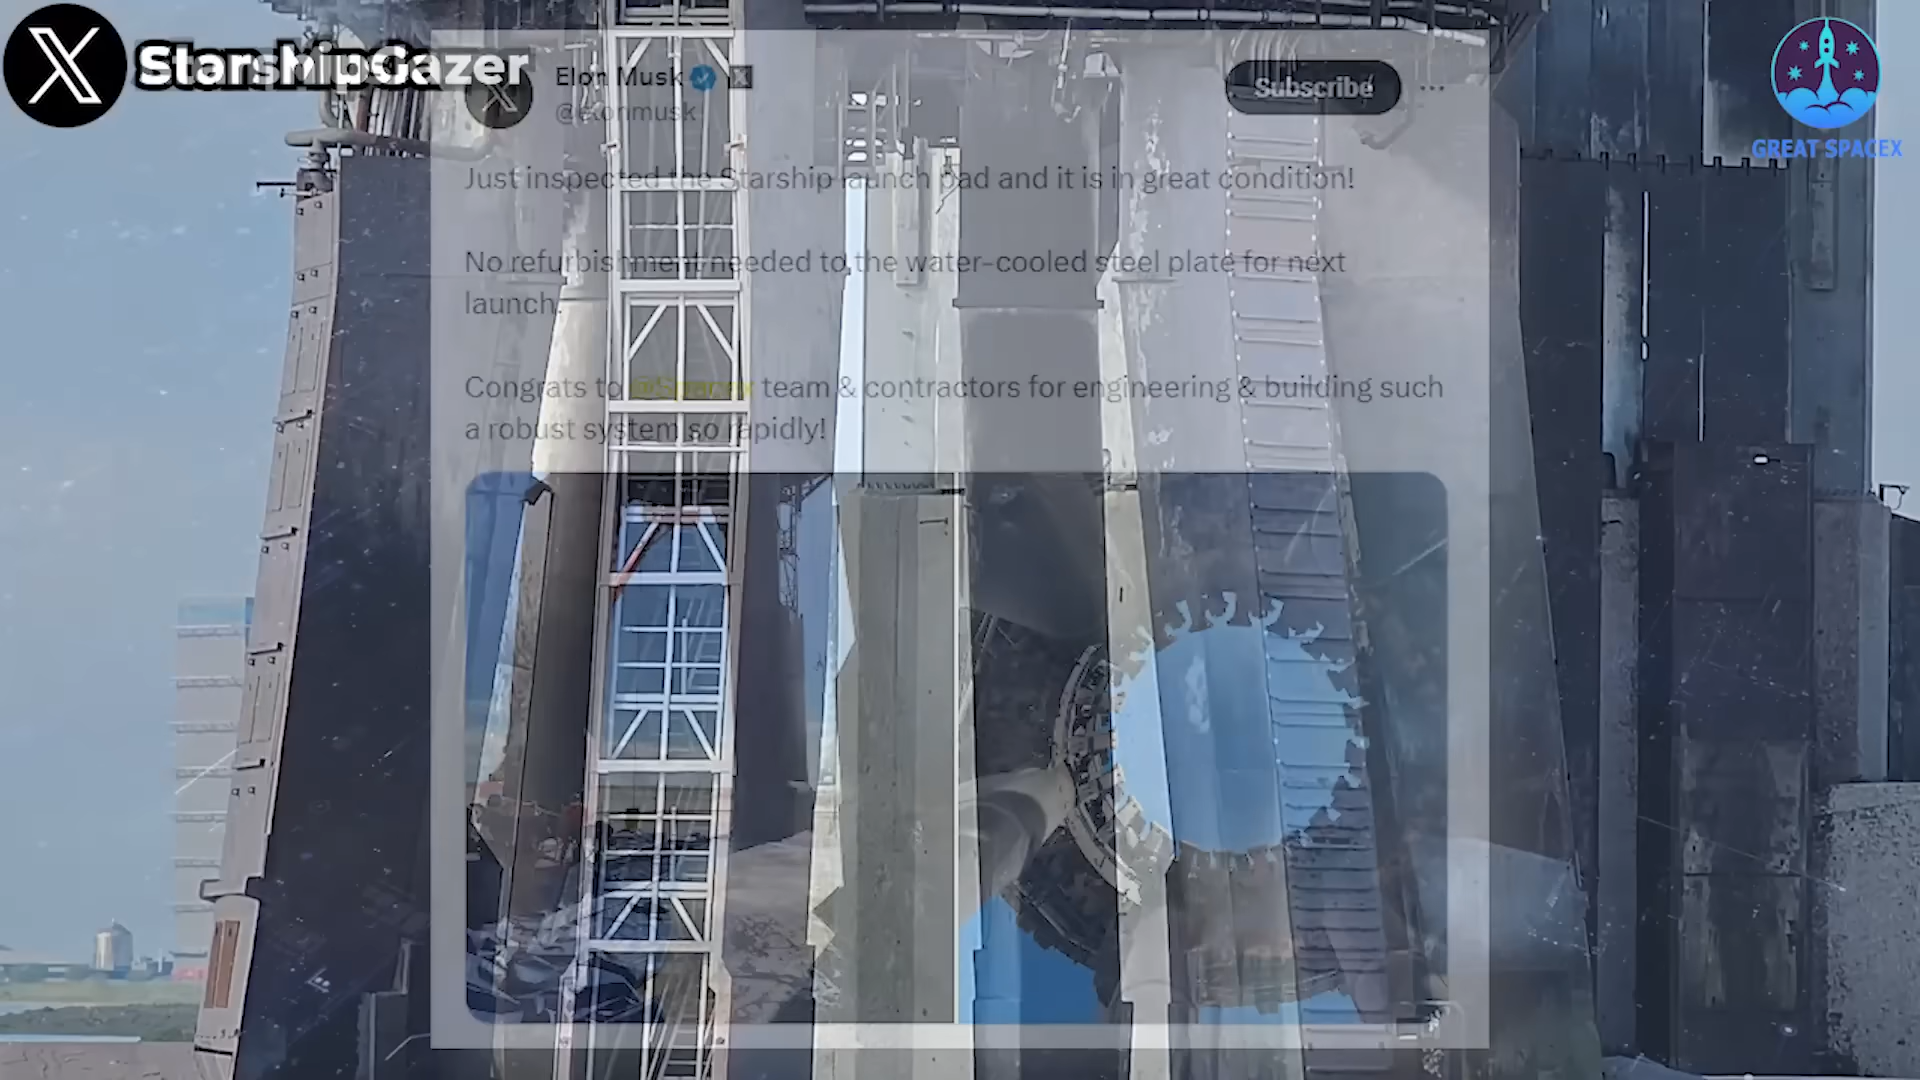 StarshipGazer
Elon Musk
@elonmusk
Subscribe
GREAT SPACEX
Just inspected the Starship launch pad and it is in great condition!
No refurbishment needed to the water-cooled steel plate for next
launch.
Congrats to @Spacex team & contractors for engineering & building such
a robust system so rapidly!